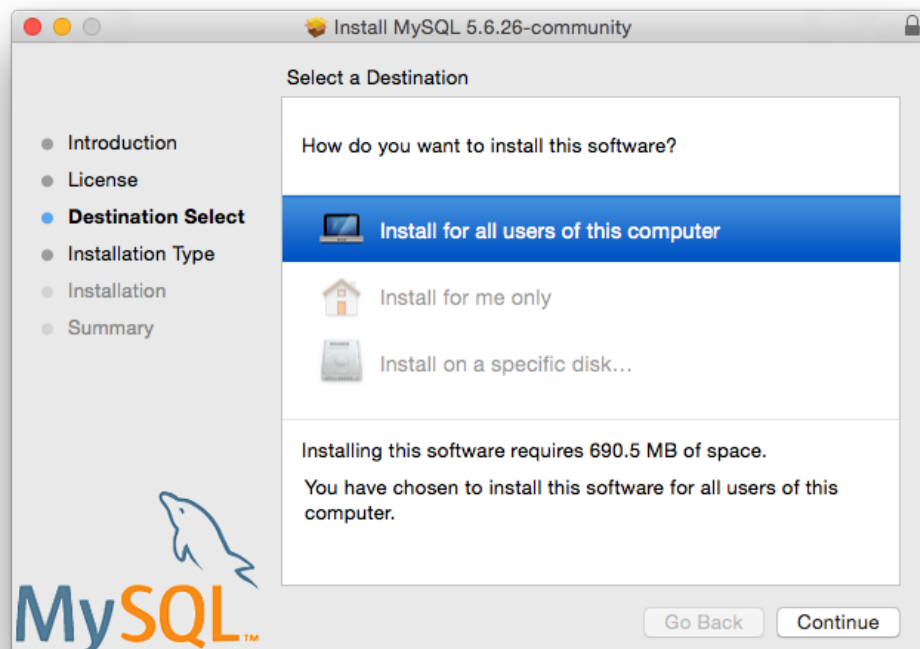 Install MySQL 5.6.26-community
Select a Destination
Introduction
License
Destination Select
Installation Type
Installation
Summary
How do you want to install this software?
Install for all users of this computer
Install for me only
Install on a specific disk...
Installing this software requires 690.5 MB of space.
You have chosen to install this software for all users of this
computer.
MySQL™
Go Back
Continue